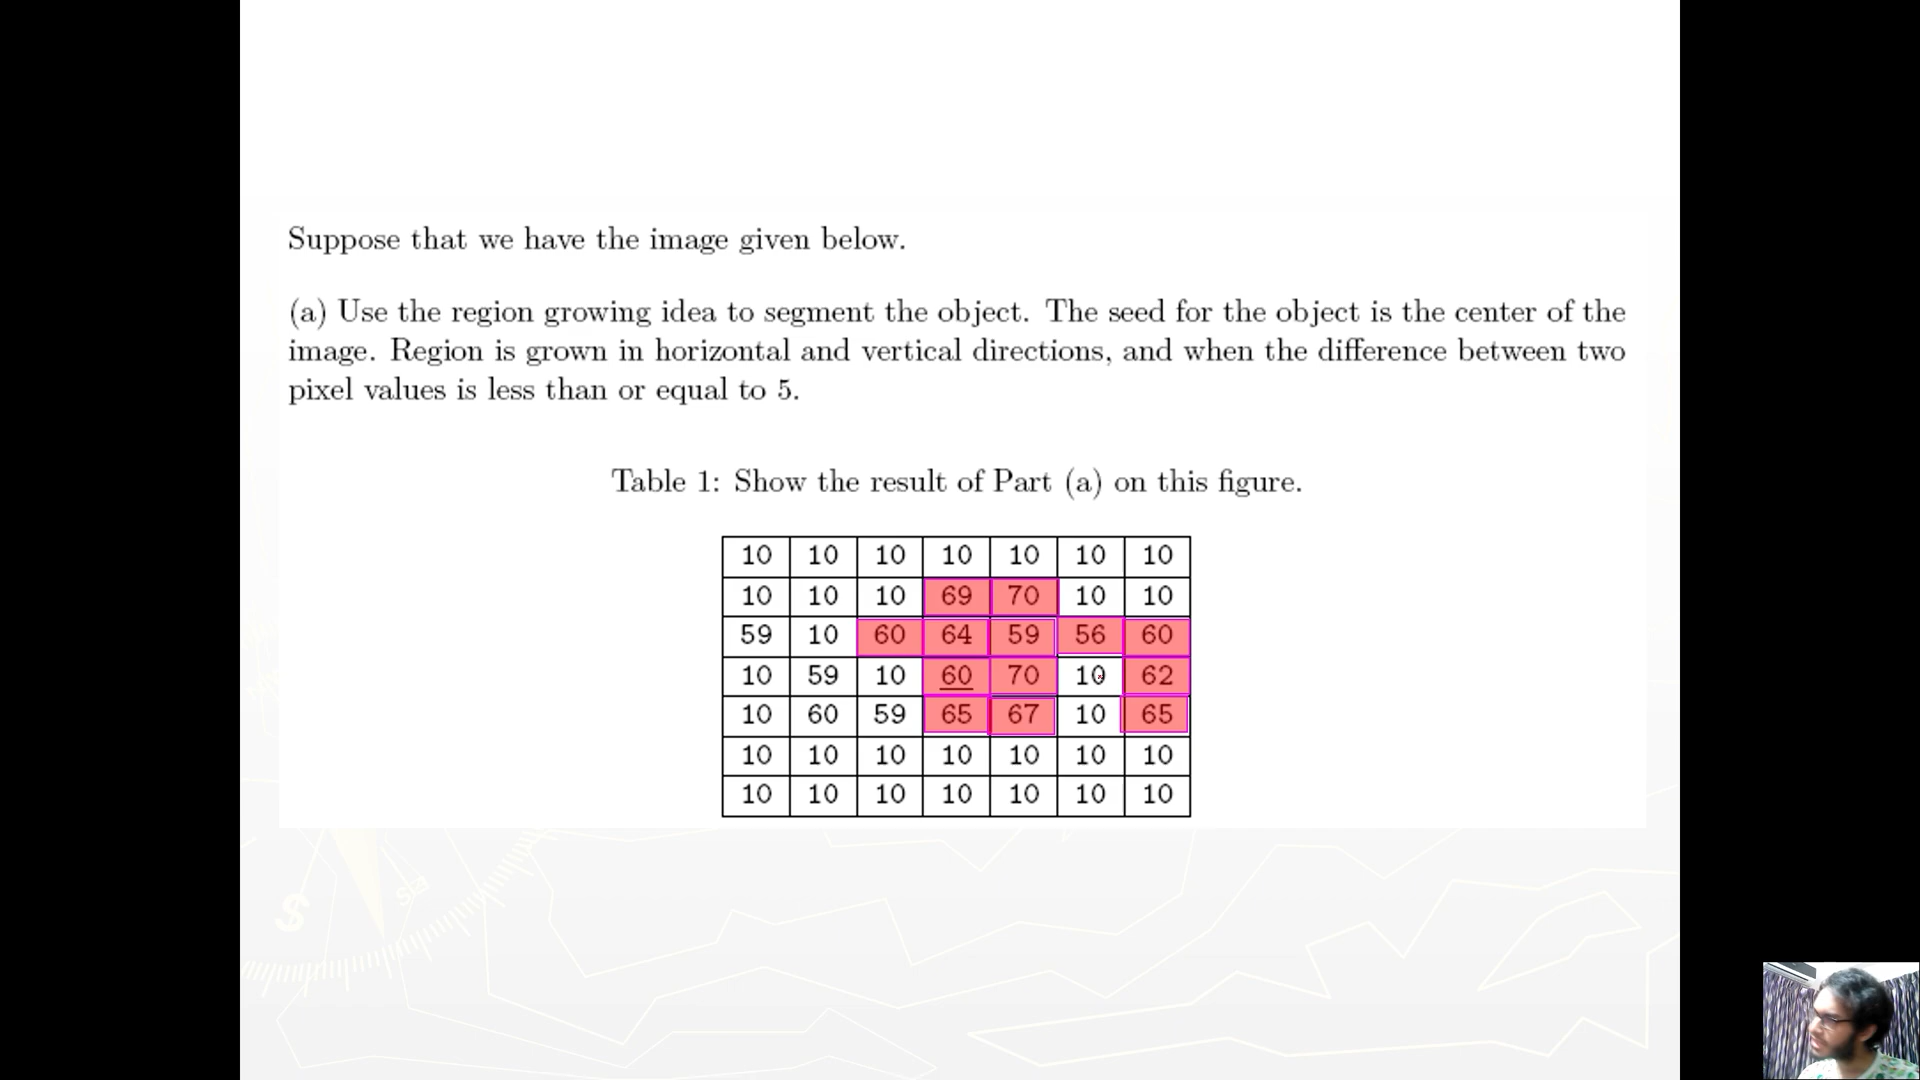 Suppose that we have the image given below.
(a) Use the region growing idea to segment the object. The seed for the object is the center of the
image. Region is grown in horizontal and vertical directions, and when the difference between two
pixel values is less than or equal to 5.
Table 1: Show the result of Part (a) on this figure.
10 10 10 10 10 10 10
10 10 10 69 70 10 10
59 10 60 64 59 56 60
10 59 10 60 70 10 62
10 60 59 65 67 10 65
10 10 10 10 10 10 10
10 10 10 10 10 10 10